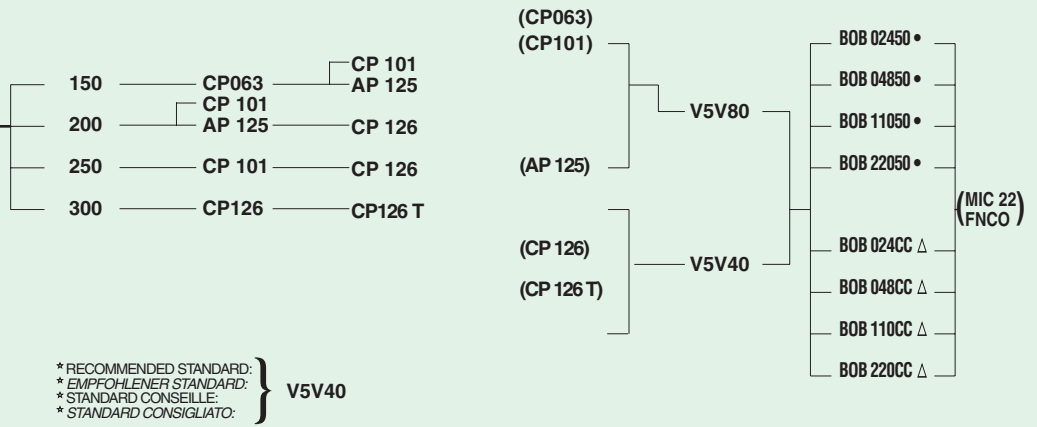 150 CP063 CP 101
AP 125
200 CP 101
AP 125 CP 126
250 CP 101 CP 126
300 CP126 CP126 T
(CP063)
(CP101)
(AP 125)
V5V80
(CP 126)
(CP 126 T)
V5V40
BOB 02450 •
BOB 04850 •
BOB 11050 •
BOB 22050 •
BOB 024CC Δ
BOB 048CC Δ
BOB 110CC Δ
BOB 220CC Δ
(MIC 22)
FNCO
* RECOMMENDED STANDARD:
* EMPFOHLENER STANDARD:
* STANDARD CONSEILLE:
* STANDARD CONSIGLIATO:
} V5V40